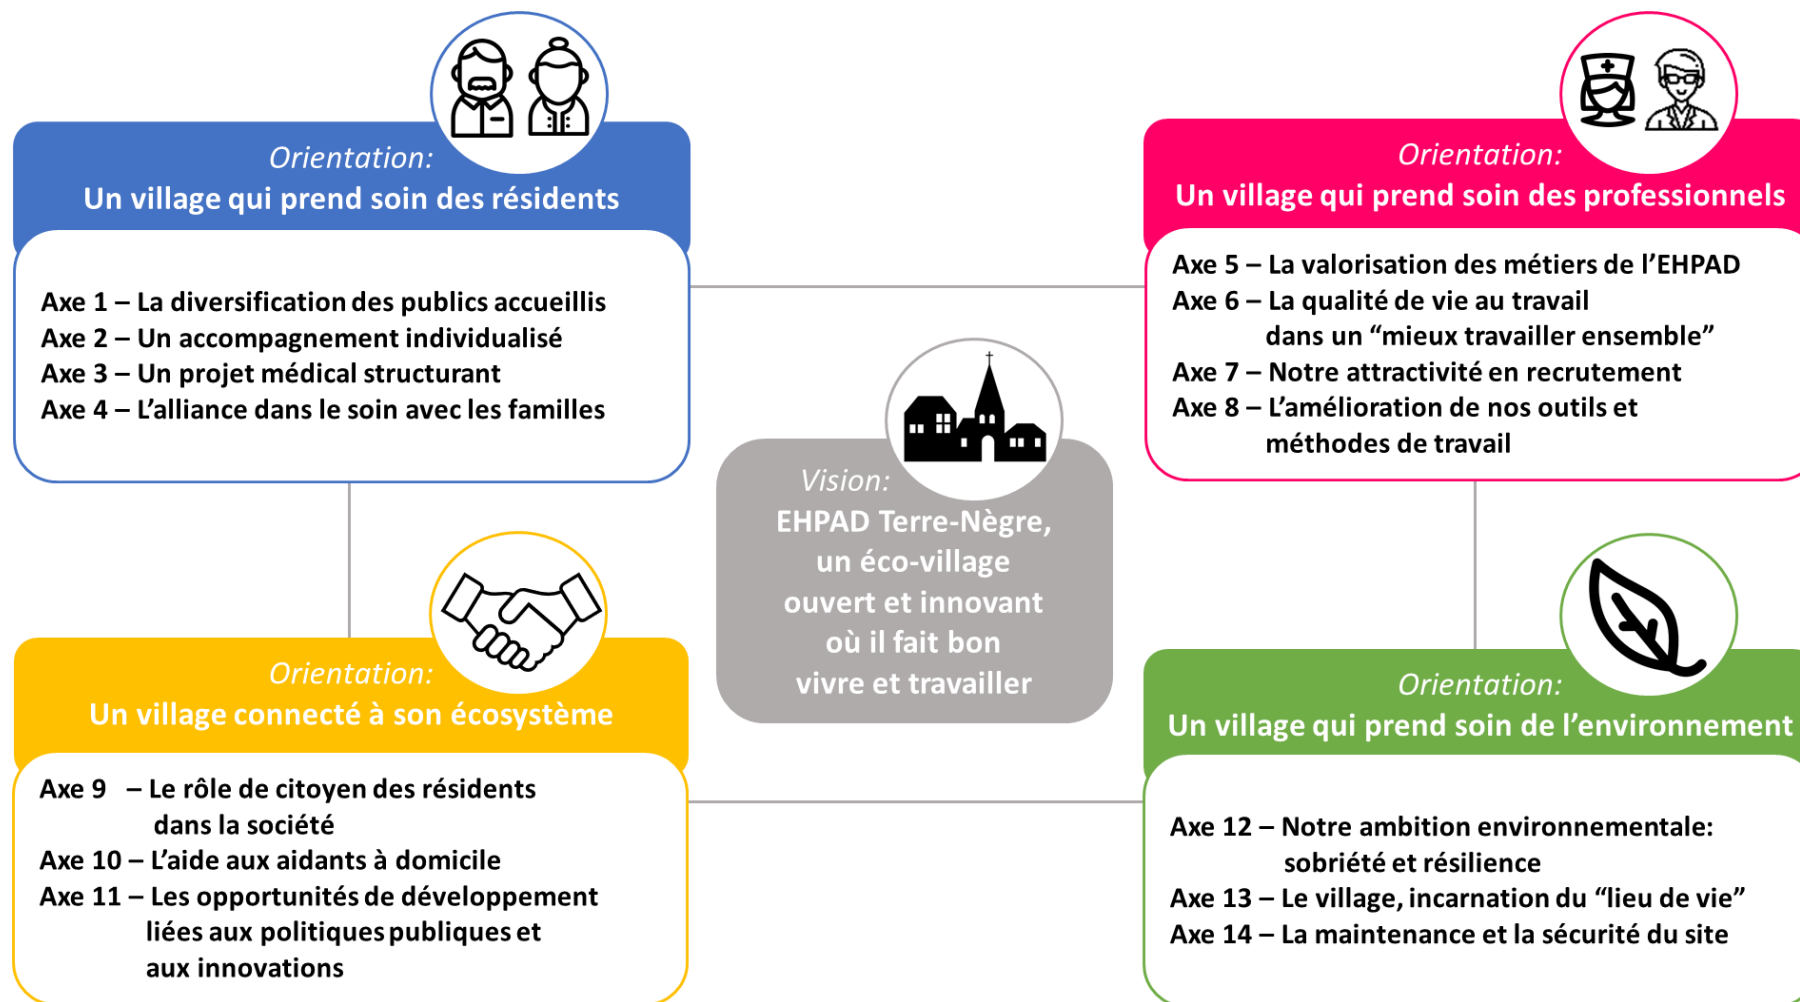 Orientation:
Un village qui prend soin des résidents
Axe 1 – La diversification des publics accueillis
Axe 2 – Un accompagnement individualisé
Axe 3 – Un projet médical structurant
Axe 4 – L’alliance dans le soin avec les familles
Orientation:
Un village qui prend soin des professionnels
Axe 5 – La valorisation des métiers de l’EHPAD
Axe 6 – La qualité de vie au travail
dans un “mieux travailler ensemble”
Axe 7 – Notre attractivité en recrutement
Axe 8 – L’amélioration de nos outils et
méthodes de travail
Vision:
EHPAD Terre-Nègre,
un éco-village
ouvert et innovant
où il fait bon
vivre et travailler
Orientation:
Un village connecté à son écosystème
Axe 9 – Le rôle de citoyen des résidents
dans la société
Axe 10 – L’aide aux aidants à domicile
Axe 11 – Les opportunités de développement
liées aux politiques publiques et
aux innovations
Orientation:
Un village qui prend soin de l’environnement
Axe 12 – Notre ambition environnementale:
sobriété et résilience
Axe 13 – Le village, incarnation du “lieu de vie”
Axe 14 – La maintenance et la sécurité du site